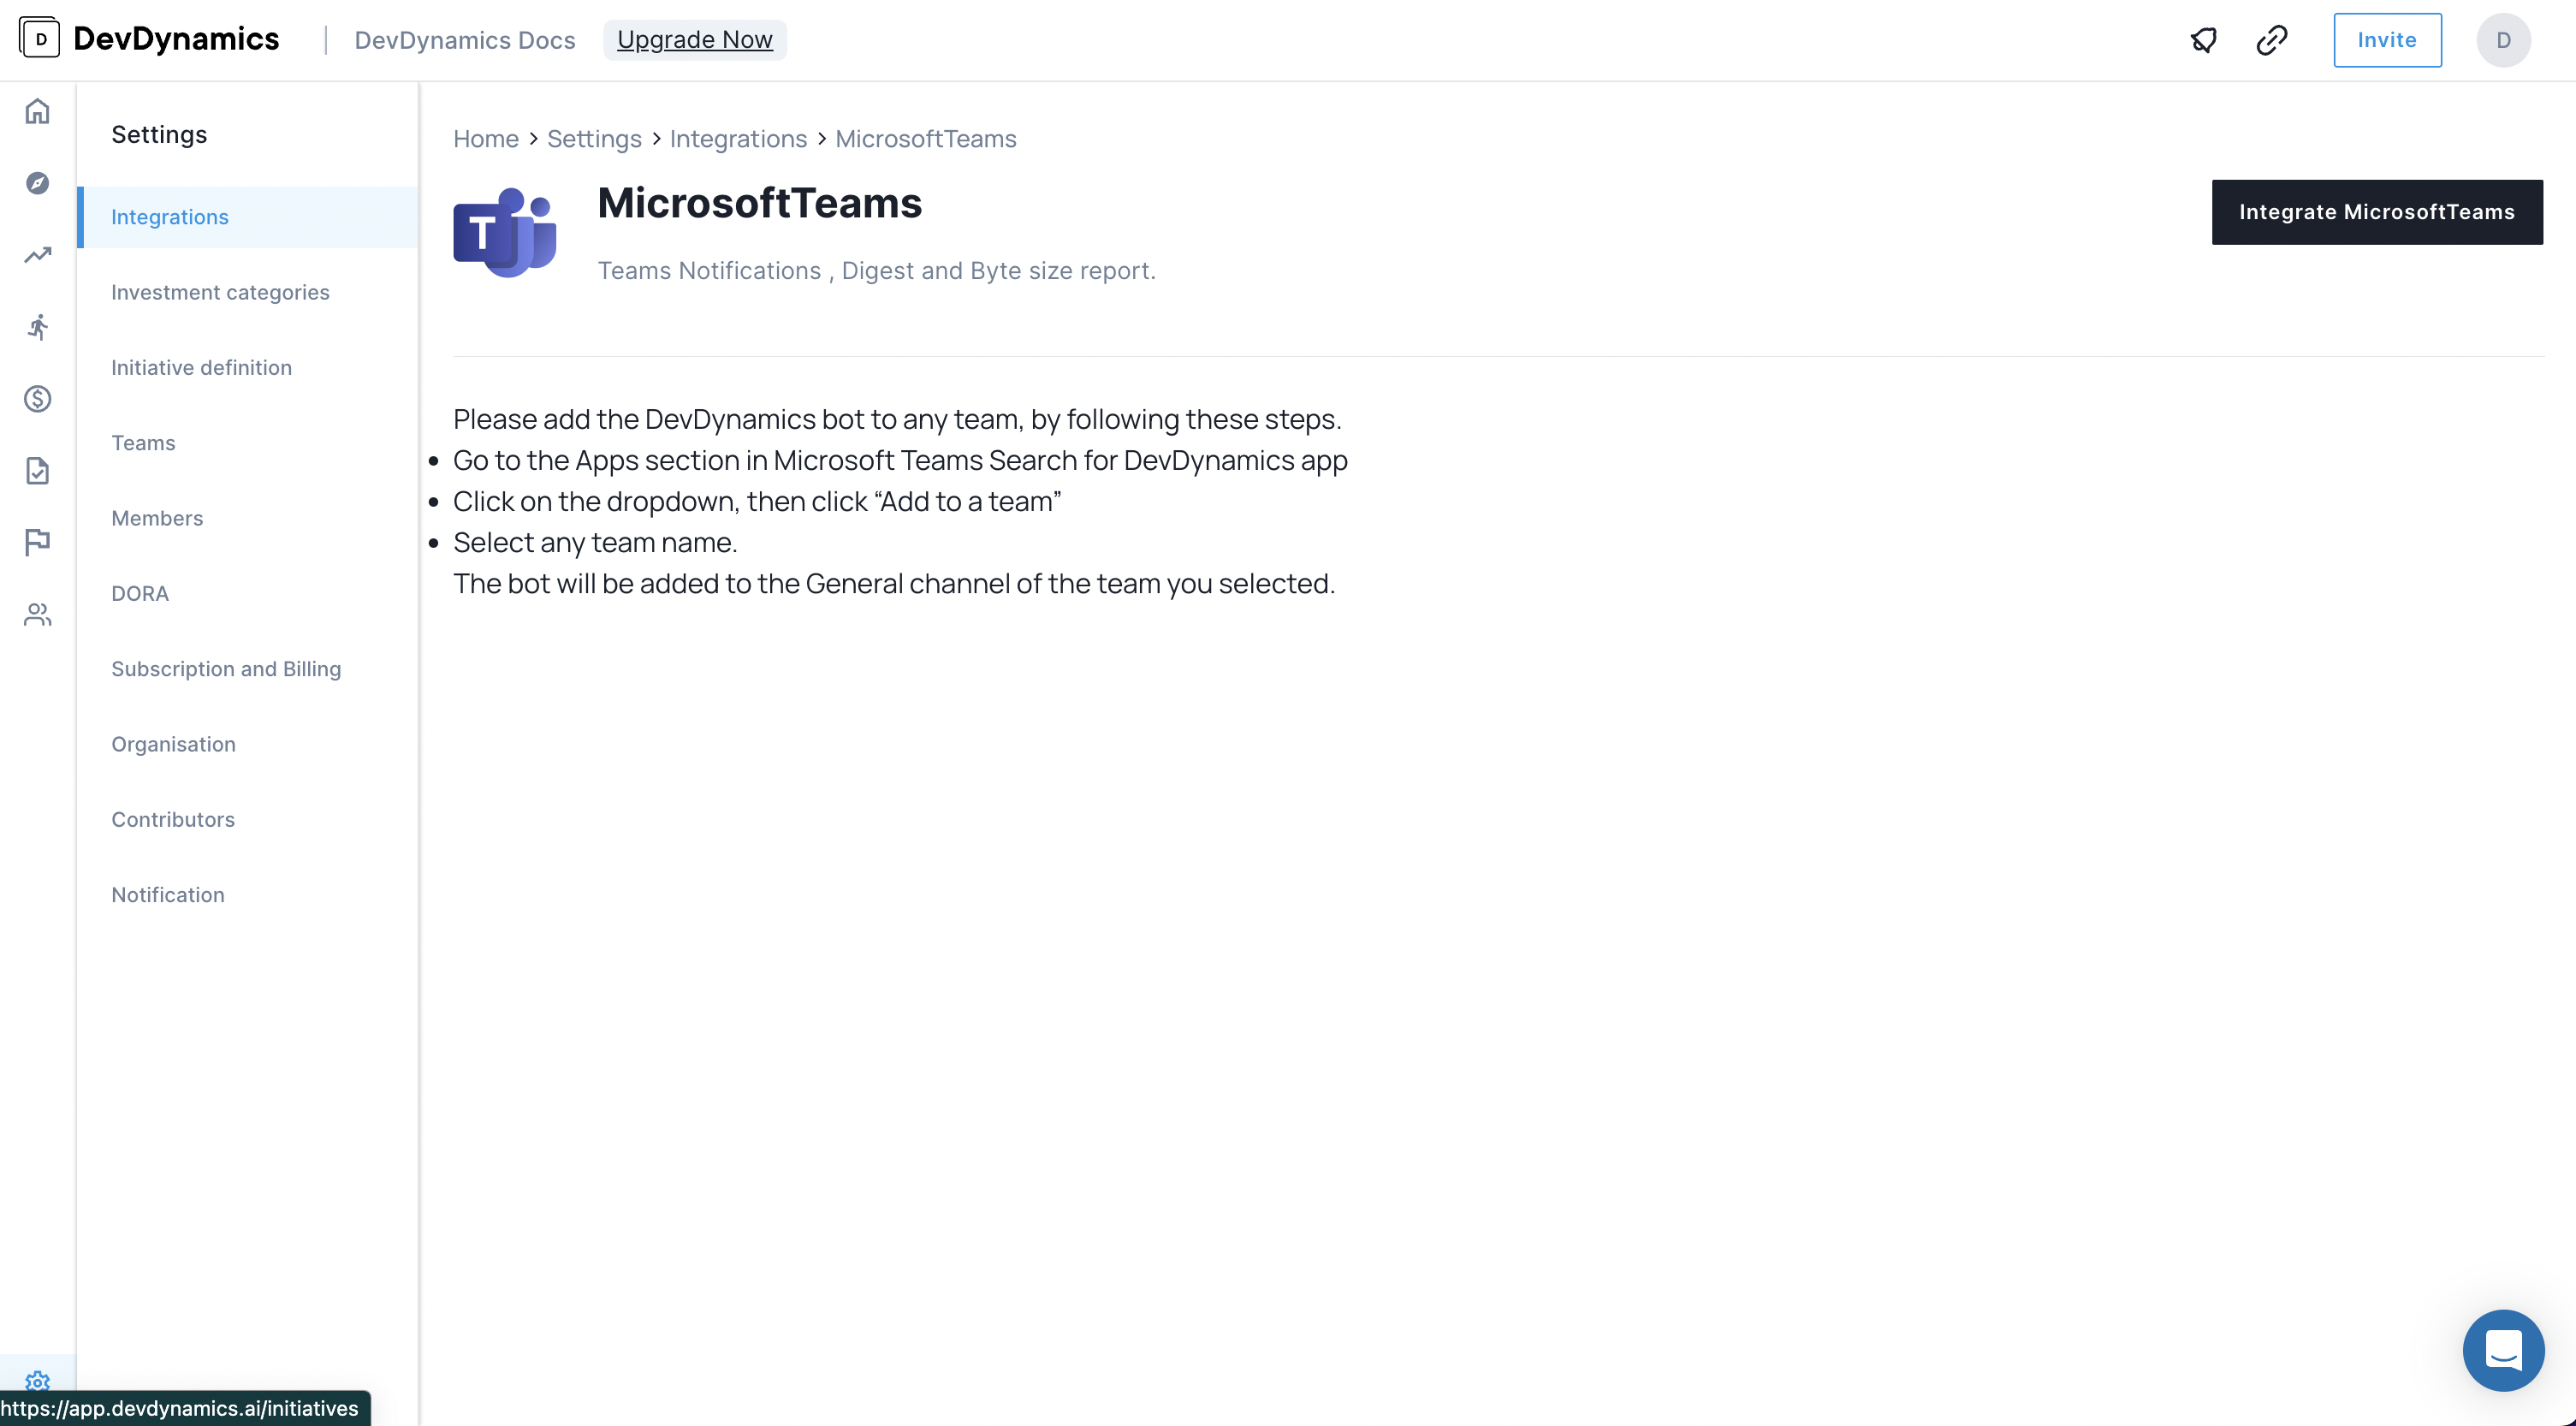 D DevDynamics DevDynamics Docs Upgrade Now Invite D
Settings
Integrations
Investment categories
Initiative definition
Teams
Members
DORA
Subscription and Billing
Organisation
Contributors
Notification
Home > Settings > Integrations > MicrosoftTeams
T
MicrosoftTeams
Integrate MicrosoftTeams
Teams Notifications , Digest and Byte size report.
Please add the DevDynamics bot to any team, by following these steps.
• Go to the Apps section in Microsoft Teams Search for DevDynamics app
• Click on the dropdown, then click “Add to a team”
• Select any team name.
The bot will be added to the General channel of the team you selected.
https://app.devdynamics.ai/initiatives